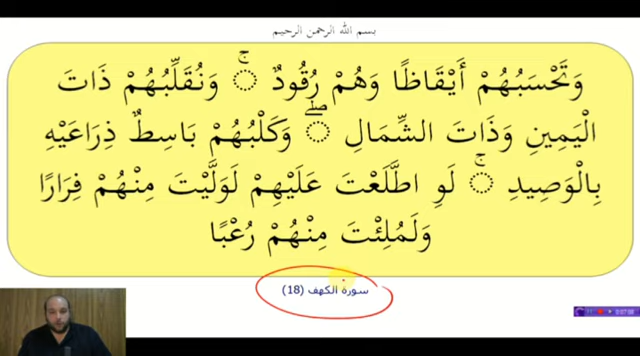 بسم الله الرحمن الرحيم
وَتَحْسَبُهُمْ أَيْقَاظًا وَهُمْ رُقُودٌ ۚ وَنُقَلِّبُهُمْ ذَاتَ
الْيَمِينِ وَذَاتَ الشِّمَالِ ۖ وَكَلْبُهُمْ بَاسِطٌ ذِرَاعَيْهِ
بِالْوَصِيدِ ۚ لَوِ اطَّلَعْتَ عَلَيْهِمْ لَوَلَّيْتَ مِنْهُمْ فِرَارًا
وَلَمُلِئْتَ مِنْهُمْ رُعْبًا
سورة الكهف (18)